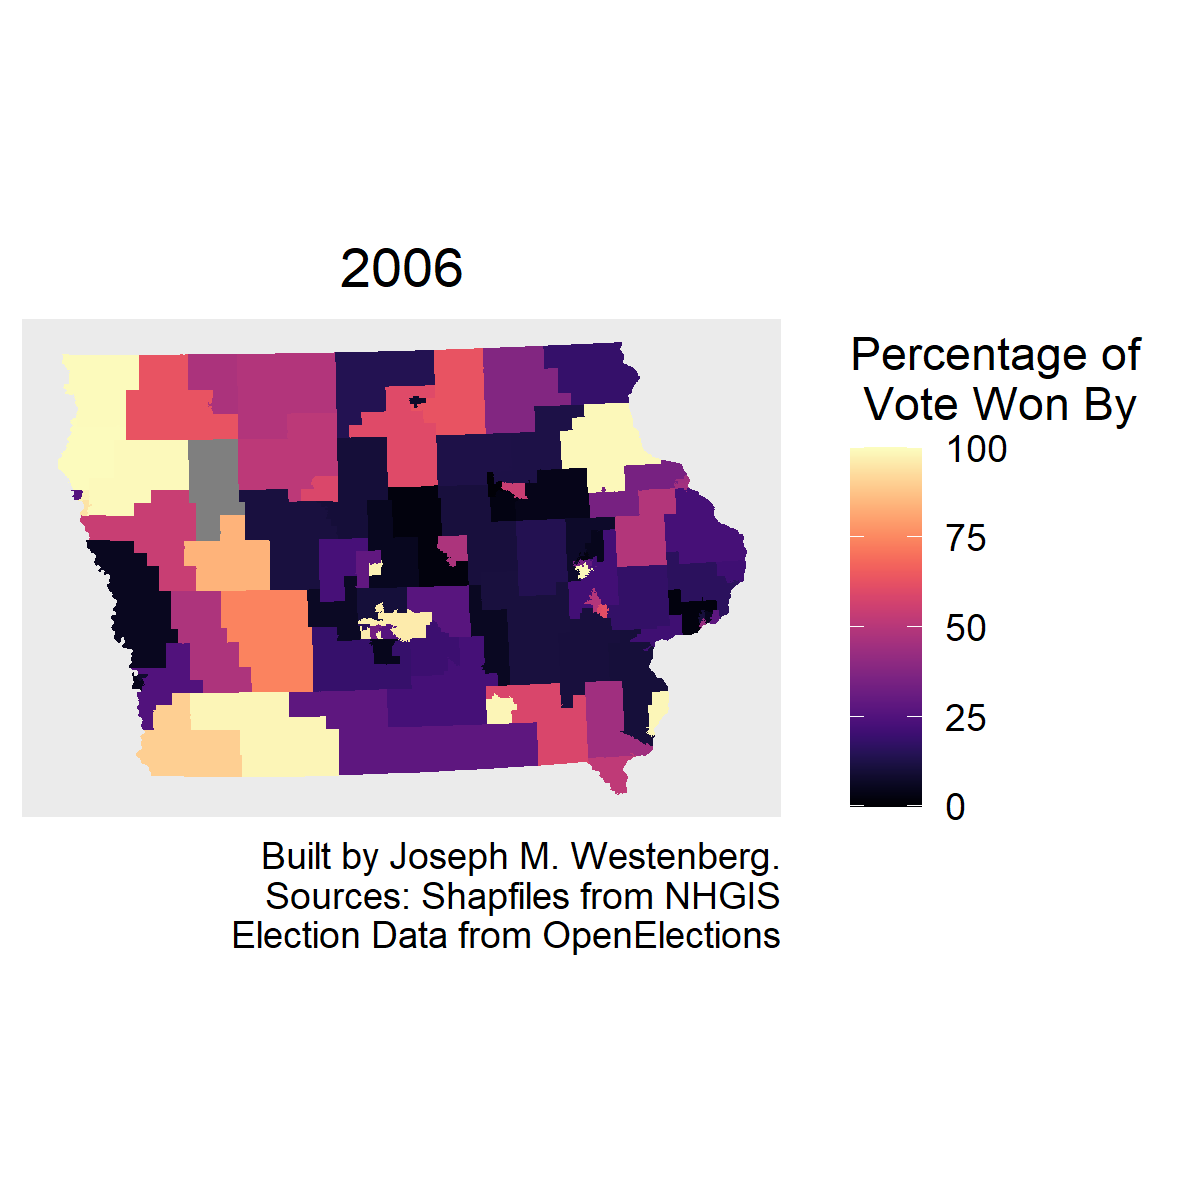 2006
Percentage of
Vote Won By
100
75
50
25
0
Built by Joseph M. Westenberg.
Sources: Shapfiles from NHGIS
Election Data from OpenElections